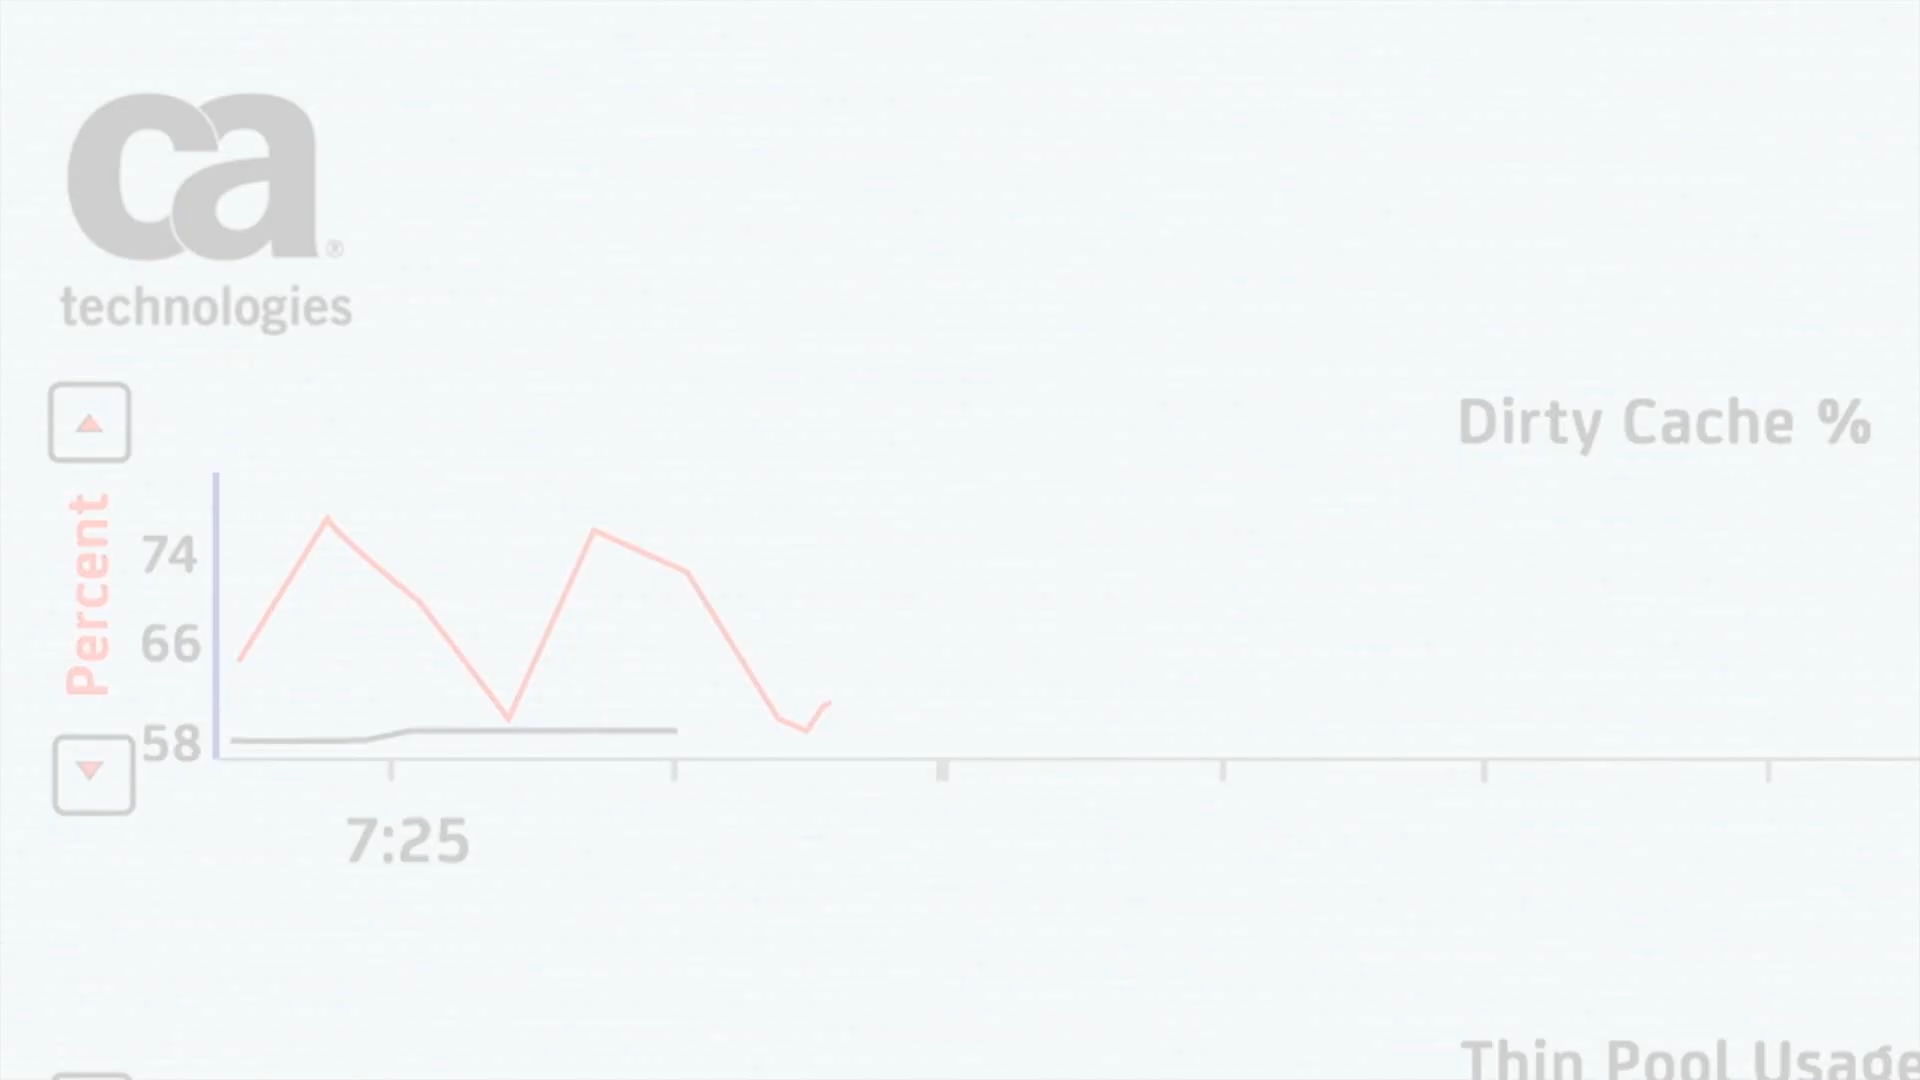 ca®
technologies
Dirty Cache %
Percent
74
66
58
7:25
Thin Pool Usage